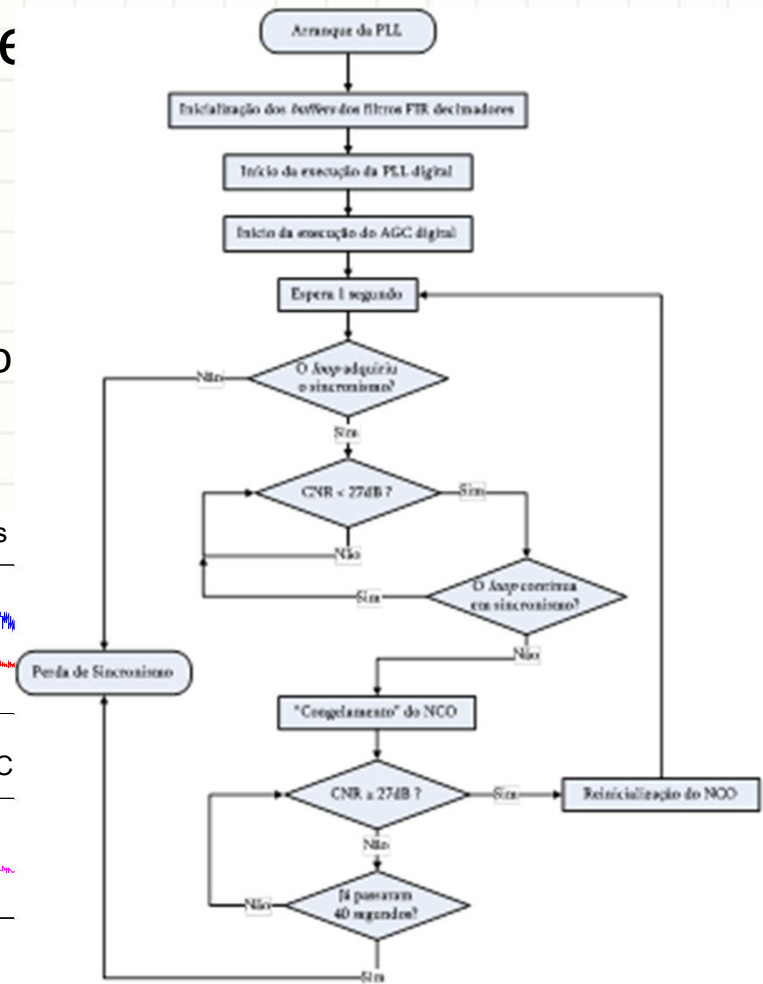 Arranque da PLL
Inicialização dos buffers dos filtros FIR decimadores
Início da execução da PLL digital
Início da execução do AGC digital
Espera 1 segundo
O loop adquiriu
o sincronismo?
Não
Sim
CNR < 27dB ?
Sim
Não
O loop continua
em sincronismo?
Sim
Não
Perda de Sincronismo
"Congelamento" do NCO
CNR ≥ 27dB ?
Sim
Reinicialização do NCO
Não
Já passaram
40 segundos?
Não
Sim